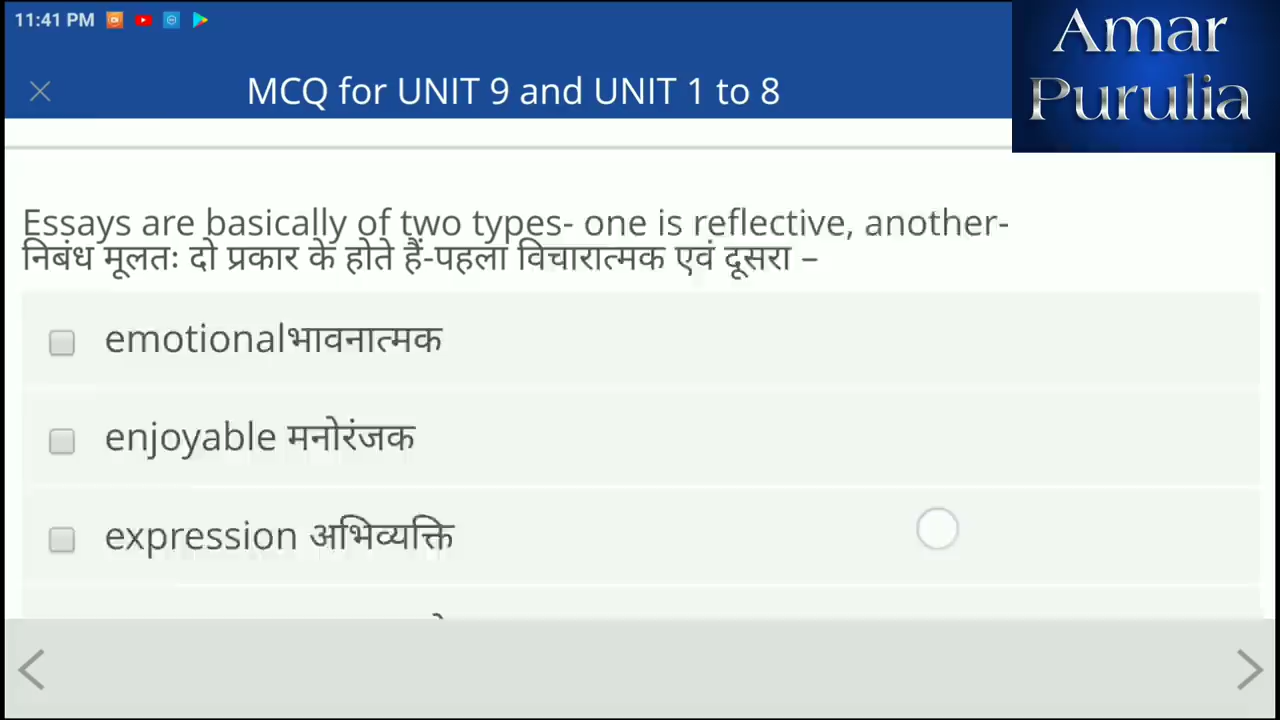 11:41 PM
Amar
Purulia
MCQ for UNIT 9 and UNIT 1 to 8
Essays are basically of two types- one is reflective, another-
निबंध मूलतः दो प्रकार के होते हैं-पहला विचारात्मक एवं दूसरा –
emotionalभावनात्मक
enjoyable मनोरंजक
expression अभिव्यक्ति